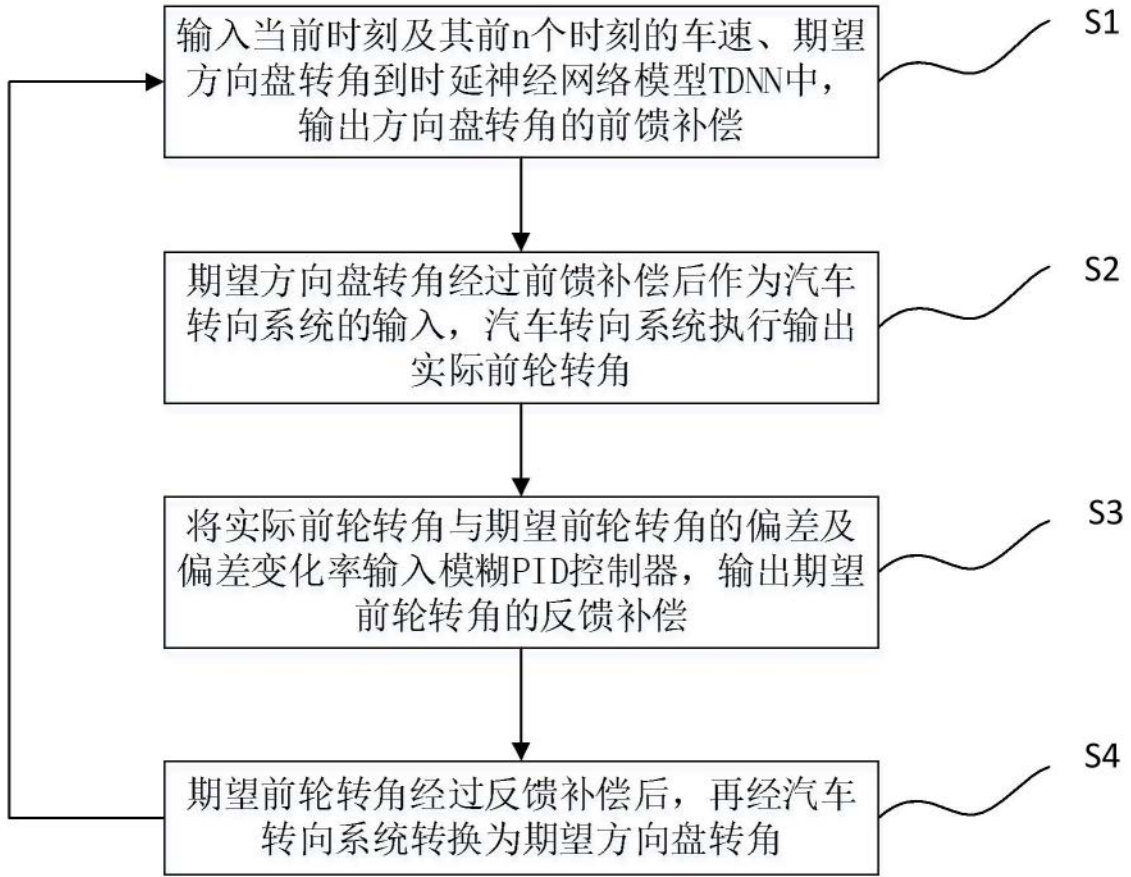 输入当前时刻及其前n个时刻的车速、期望
方向盘转角到时延神经网络模型TDNN中，
输出方向盘转角的前馈补偿
S1
期望方向盘转角经过前馈补偿后作为汽车
转向系统的输入，汽车转向系统执行输出
实际前轮转角
S2
将实际前轮转角与期望前轮转角的偏差及
偏差变化率输入模糊PID控制器，输出期望
前轮转角的反馈补偿
S3
期望前轮转角经过反馈补偿后，再经汽车
转向系统转换为期望方向盘转角
S4